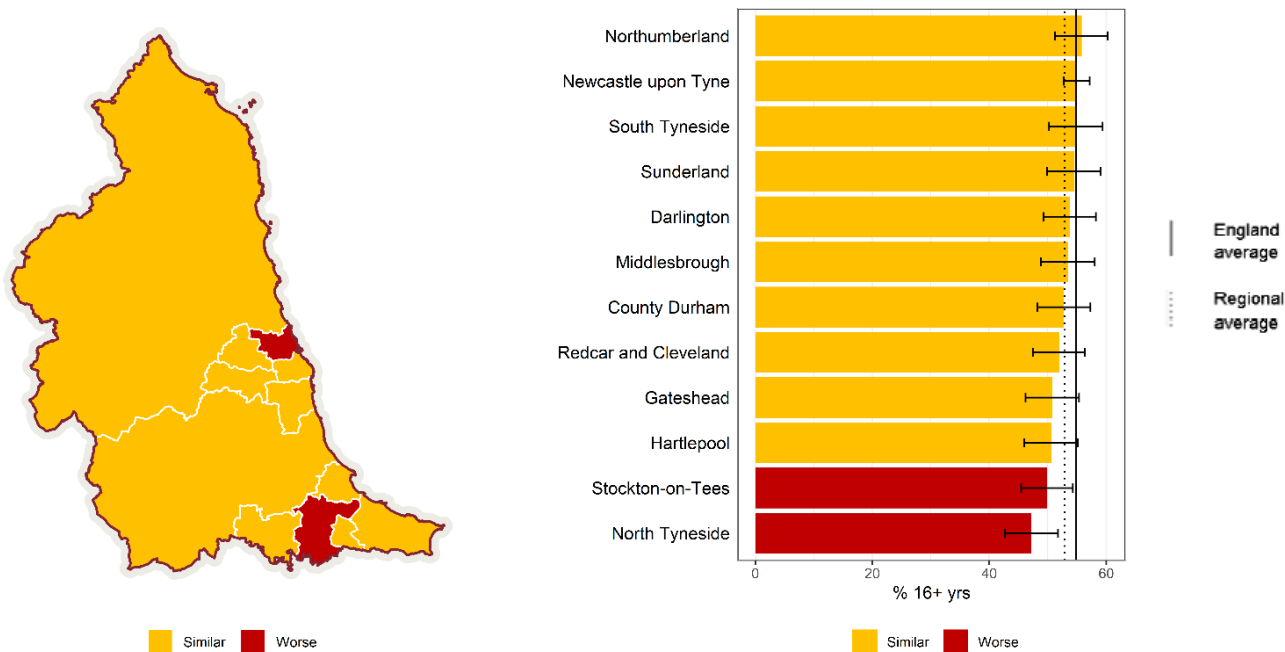 Northumberland
Newcastle upon Tyne
South Tyneside
Sunderland
Darlington
Middlesbrough
County Durham
Redcar and Cleveland
Gateshead
Hartlepool
Stockton-on-Tees
North Tyneside
0 20 40 60
% 16+ yrs
England
average
Regional
average
Similar Worse
Similar Worse